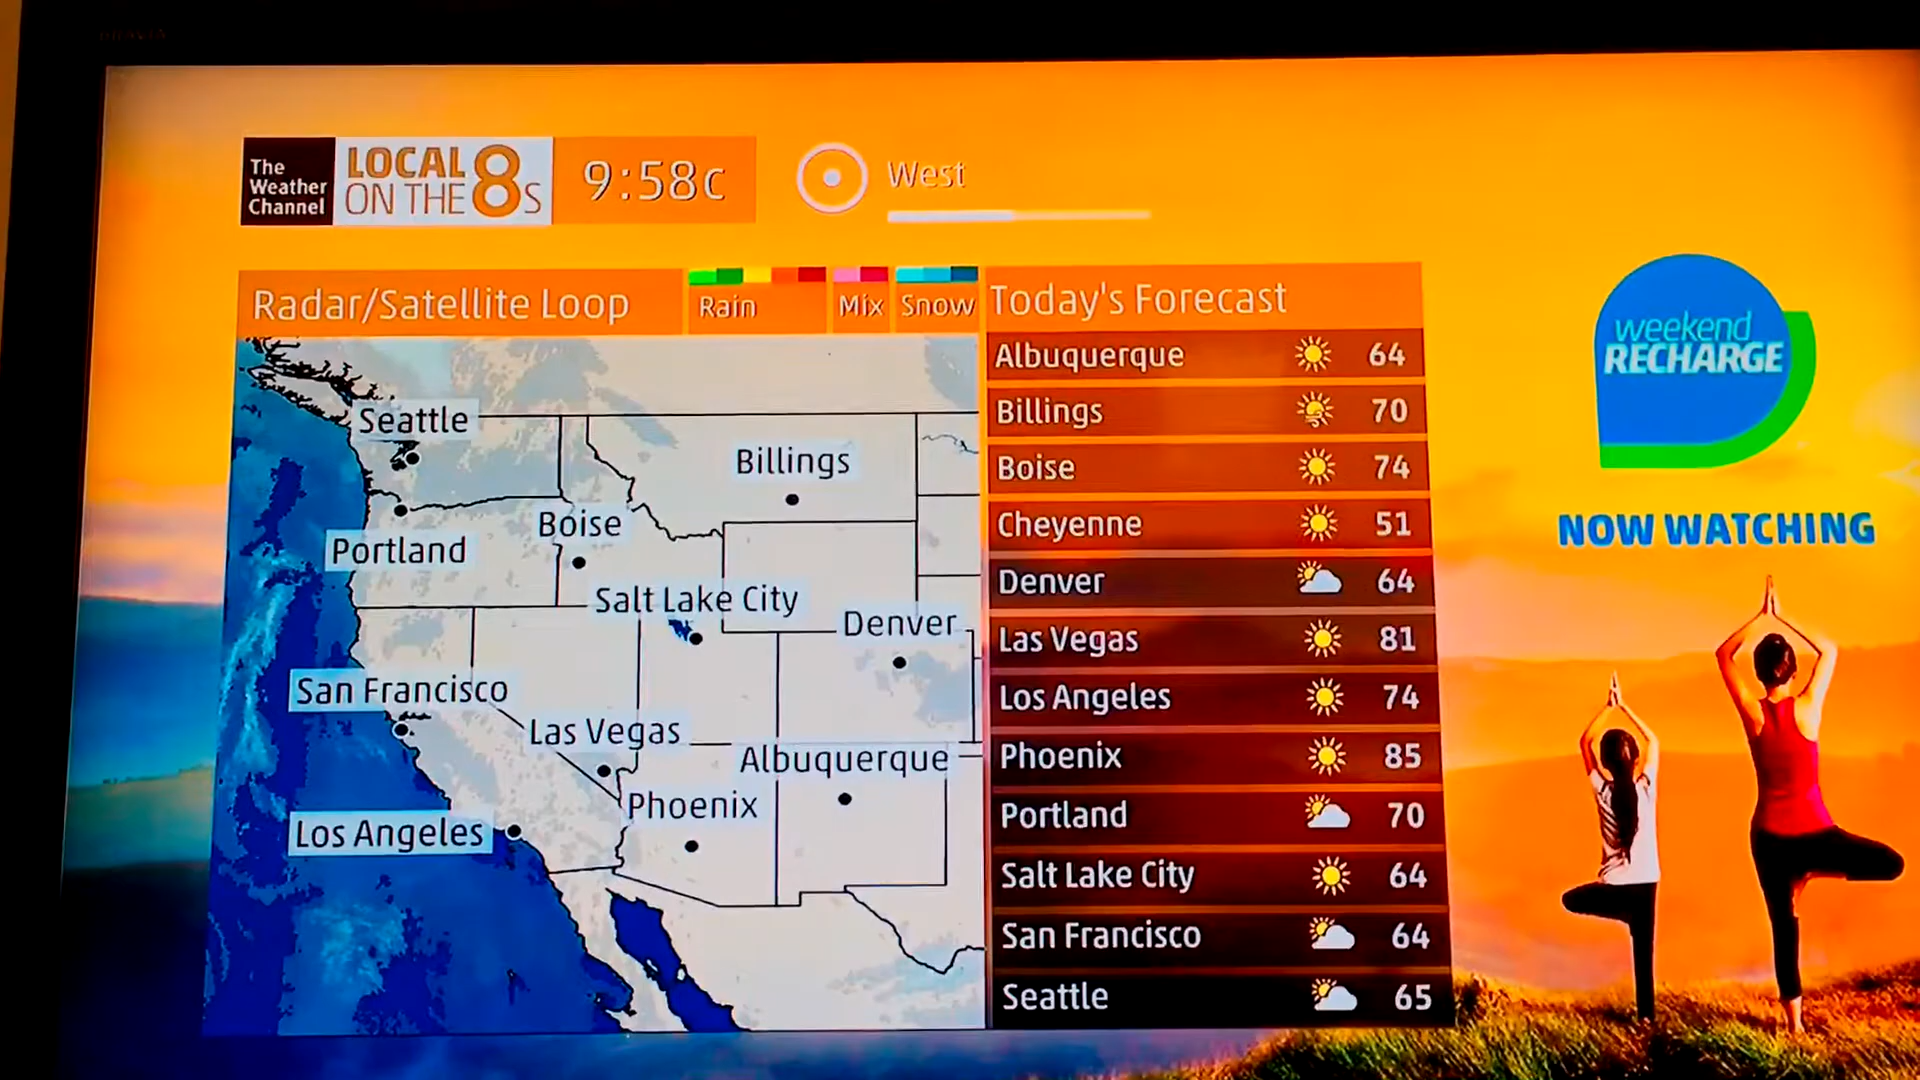 The
Weather
Channel
LOCAL
ON THE 8s
9:58C
West
Radar/Satellite Loop
Rain
Mix
Snow
Today's Forecast
Seattle
Billings
Boise
Portland
Salt Lake City
Denver
San Francisco
Las Vegas
Albuquerque
Phoenix
Los Angeles
Albuquerque 64
Billings 70
Boise 74
Cheyenne 51
Denver 64
Las Vegas 81
Los Angeles 74
Phoenix 85
Portland 70
Salt Lake City 64
San Francisco 64
Seattle 65
weekend
RECHARGE
NOW WATCHING